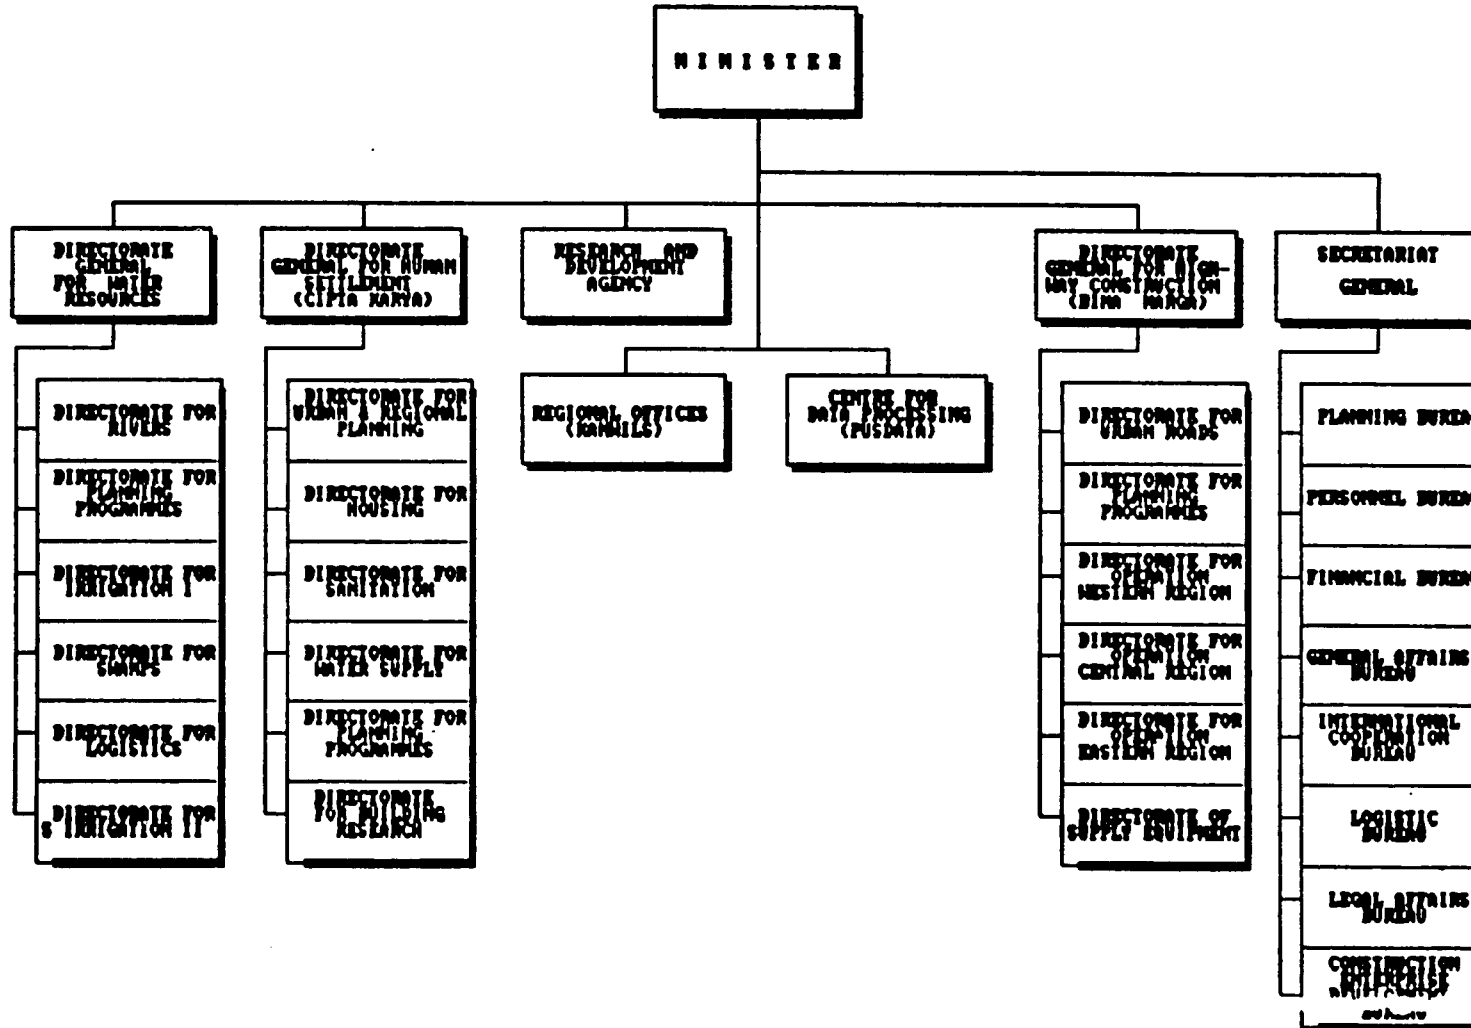 M I N I S T E R
DIRECTORATE
GENERAL
FOR WATER
RESOURCES
DIRECTORATE
GENERAL FOR HUMAN
SETTLEMENT
(CIPTA KARYA)
RESEARCH AND
DEVELOPMENT
AGENCY
DIRECTORATE
GENERAL FOR HIGH-
WAY CONSTRUCTION
(BINA MARGA)
SECRETARIAT
GENERAL
REGIONAL OFFICES
(KANWILS)
CENTRE FOR
DATA PROCESSING
(PUSDATA)
DIRECTORATE FOR
RIVERS
DIRECTORATE FOR
PLANNING
PROGRAMMES
DIRECTORATE FOR
IRRIGATION I
DIRECTORATE FOR
SWAMPS
DIRECTORATE FOR
LOGISTICS
DIRECTORATE FOR
S IRRIGATION II
DIRECTORATE FOR
URBAN & REGIONAL
PLANNING
DIRECTORATE FOR
HOUSING
DIRECTORATE FOR
SANITATION
DIRECTORATE FOR
WATER SUPPLY
DIRECTORATE FOR
PLANNING
PROGRAMMES
DIRECTORATE
FOR BUILDING
RESEARCH
DIRECTORATE FOR
URBAN ROADS
DIRECTORATE FOR
PLANNING
PROGRAMMES
DIRECTORATE FOR
OPERATION
WESTERN REGION
DIRECTORATE FOR
OPERATION
CENTRAL REGION
DIRECTORATE FOR
OPERATION
EASTERN REGION
DIRECTORATE OF
SUPPLY EQUIPMENT
PLANNING BUREA
PERSONNEL BUREA
FINANCIAL BUREA
GENERAL AFFAIRS
BUREAU
INTERNATIONAL
COOPERATION
BUREAU
LOGISTIC
BUREAU
LEGAL AFFAIRS
BUREAU
CONSTRUCTION
ENTERPRISE
BUREAU